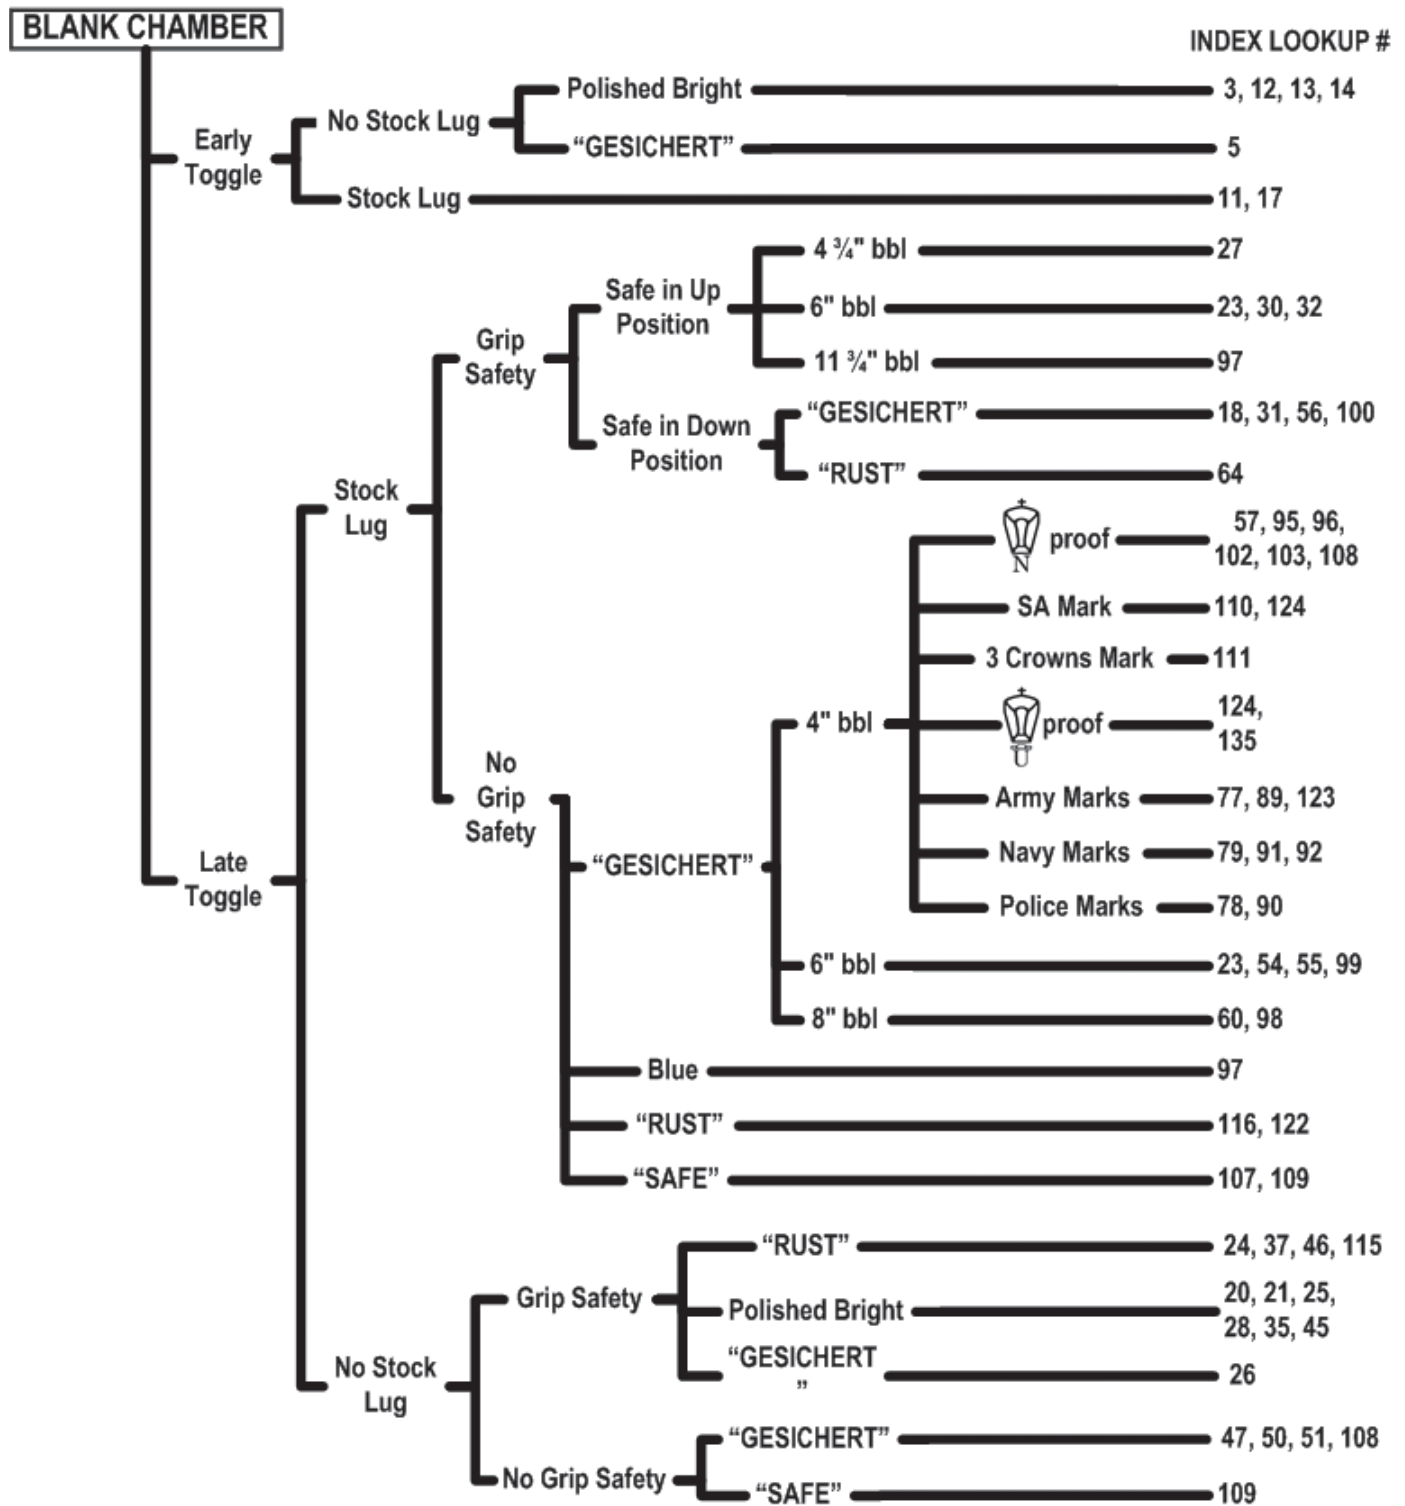 BLANK CHAMBER
INDEX LOOKUP #
Polished Bright
3, 12, 13, 14
No Stock Lug
“GESICHERT”
5
Early
Toggle
Stock Lug
11, 17
4 ¾" bbl
27
Safe in Up
Position
6" bbl
23, 30, 32
11 ¾" bbl
97
Grip
Safety
“GESICHERT”
18, 31, 56, 100
Safe in Down
Position
“RUST”
64
Stock
Lug
N
proof
57, 95, 96,
102, 103, 108
SA Mark
110, 124
3 Crowns Mark
111
4" bbl
U
proof
124,
135
No
Grip
Safety
Army Marks
77, 89, 123
Navy Marks
79, 91, 92
“GESICHERT”
Late
Toggle
Police Marks
78, 90
6" bbl
23, 54, 55, 99
8" bbl
60, 98
Blue
97
“RUST”
116, 122
“SAFE”
107, 109
“RUST”
24, 37, 46, 115
Grip Safety
Polished Bright
20, 21, 25,
28, 35, 45
“GESICHERT
”
26
No Stock
Lug
“GESICHERT”
47, 50, 51, 108
No Grip Safety
“SAFE”
109